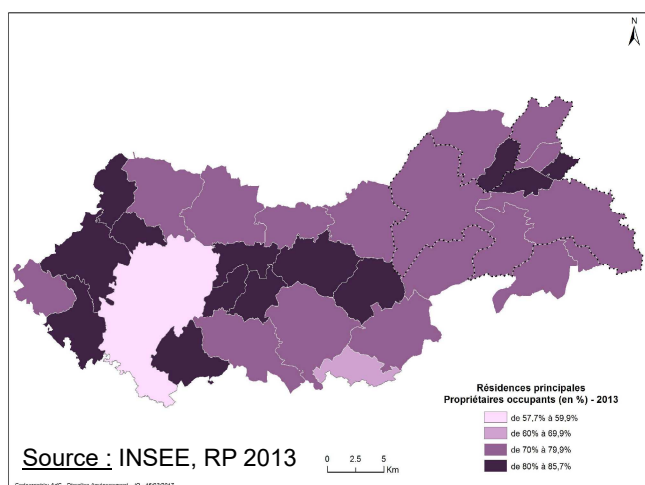 N
Résidences principales
Propriétaires occupants (en %) - 2013
de 57,7% à 59,9%
de 60% à 69,9%
de 70% à 79,9%
de 80% à 85,7%
Source : INSEE, RP 2013
0 2,5 5
Km